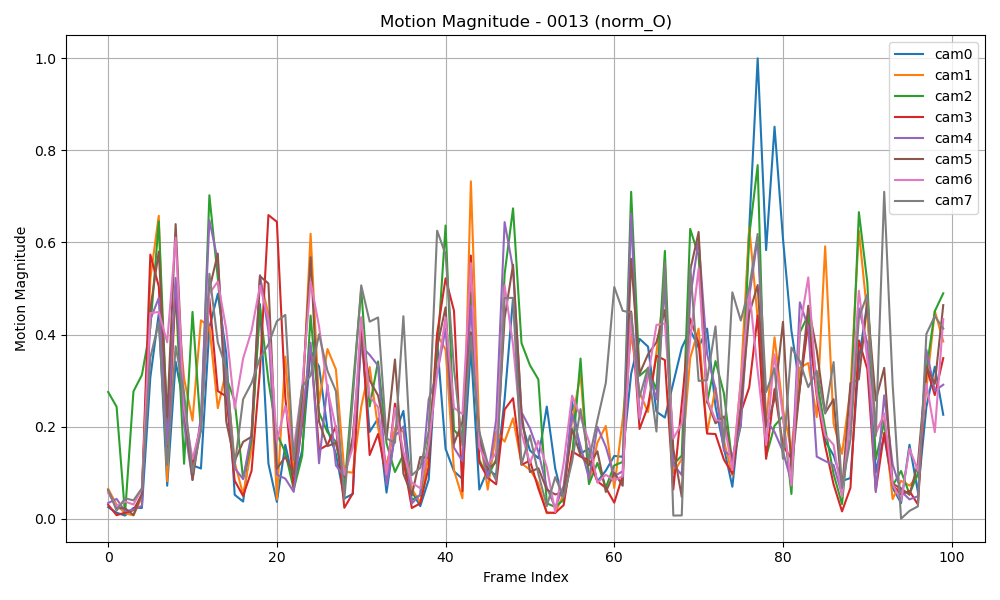 Motion Magnitude - 0013 (norm_O)
Motion Magnitude
1.0
0.8
0.6
0.4
0.2
0.0
0
20
40
60
80
100
Frame Index
cam0
cam1
cam2
cam3
cam4
cam5
cam6
cam7